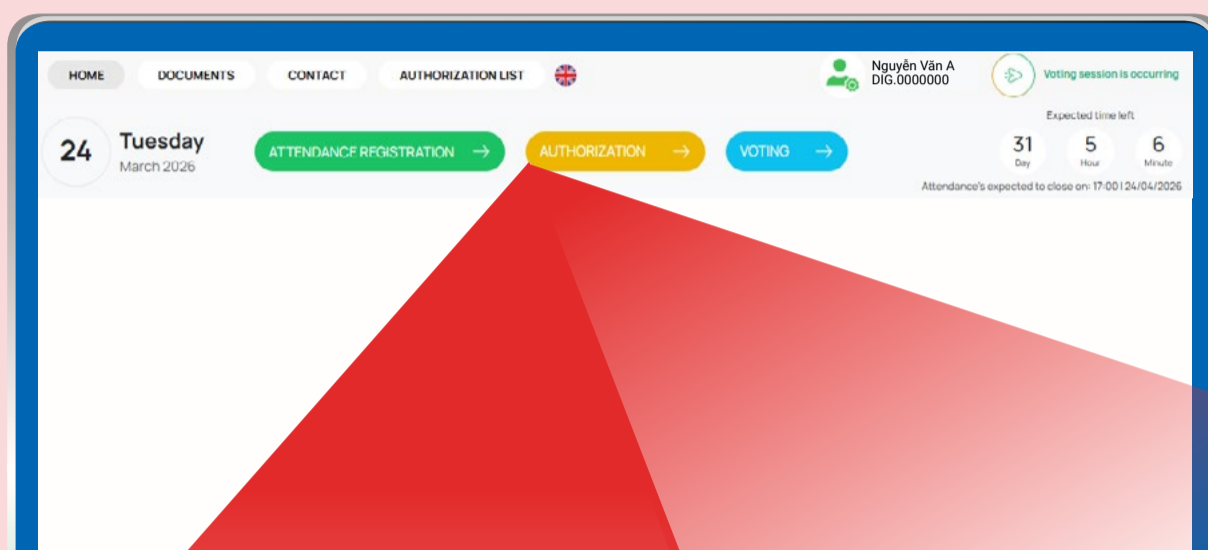 HOME DOCUMENTS CONTACT AUTHORIZATION LIST
Nguyễn Văn A
DIG.0000000
Voting session is occurring
24
Tuesday
March 2026
ATTENDANCE REGISTRATION →
AUTHORIZATION →
VOTING →
Expected time left
31 5 6
Day Hour Minute
Attendance's expected to close on: 17:00 | 24/04/2026